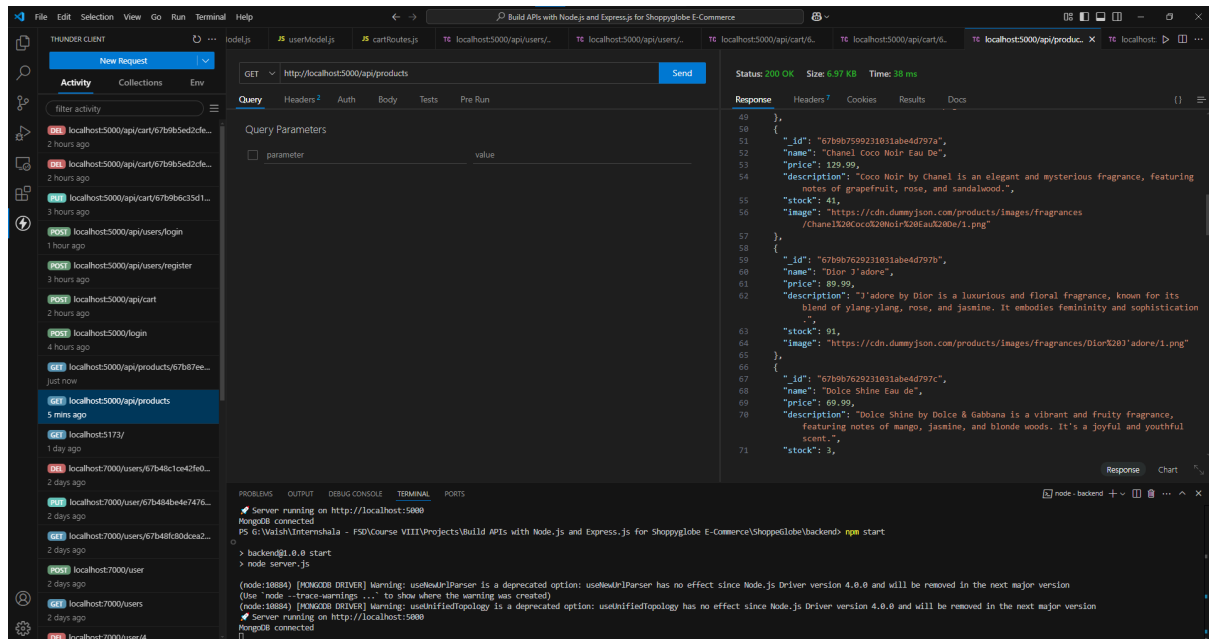 File Edit Selection View Go Run Terminal Help
Build APIs with Node.js and Express.js for Shoppyglobe E-Commerce
THUNDER CLIENT
odel.js
JS userModel.js
JS cartRoutes.js
TC localhost:5000/api/users/..
TC localhost:5000/api/users/..
TC localhost:5000/api/cart/6..
TC localhost:5000/api/cart/6..
TC localhost:5000/api/produc..
TC localhost:
New Request
Activity Collections Env
filter activity
DEL localhost:5000/api/cart/67b9b5ed2cfe...
2 hours ago
DEL localhost:5000/api/cart/67b9b5ed2cfe...
2 hours ago
PUT localhost:5000/api/cart/67b9b6c35d1...
3 hours ago
POST localhost:5000/api/users/login
1 hour ago
POST localhost:5000/api/users/register
3 hours ago
POST localhost:5000/api/cart
2 hours ago
POST localhost:5000/login
4 hours ago
GET localhost:5000/api/products/67b87ee...
just now
GET localhost:5000/api/products
5 mins ago
GET localhost:5173/
1 day ago
DEL localhost:7000/users/67b48c1ce42fe0...
2 days ago
PUT localhost:7000/user/67b484be4e7476...
2 days ago
GET localhost:7000/users/67b48fc80dcea2...
2 days ago
POST localhost:7000/user
2 days ago
GET localhost:7000/users
2 days ago
DEL localhost:7000/user/4
GET http://localhost:5000/api/products Send
Query Headers 2 Auth Body Tests Pre Run
Query Parameters
parameter value
Status: 200 OK Size: 6.97 KB Time: 38 ms
Response Headers 7 Cookies Results Docs {}
49 },
50 {
51 "_id": "67b9b7599231031abe4d797a",
52 "name": "Chanel Coco Noir Eau De",
53 "price": 129.99,
54 "description": "Coco Noir by Chanel is an elegant and mysterious fragrance, featuring
notes of grapefruit, rose, and sandalwood.",
55 "stock": 41,
56 "image": "https://cdn.dummyjson.com/products/images/fragrances
/Chanel%20Coco%20Noir%20Eau%20De/1.png"
57 },
58 {
59 "_id": "67b9b7629231031abe4d797b",
60 "name": "Dior J'adore",
61 "price": 89.99,
62 "description": "J'adore by Dior is a luxurious and floral fragrance, known for its
blend of ylang-ylang, rose, and jasmine. It embodies femininity and sophistication
.",
63 "stock": 91,
64 "image": "https://cdn.dummyjson.com/products/images/fragrances/Dior%20J'adore/1.png"
65 },
66 {
67 "_id": "67b9b7629231031abe4d797c",
68 "name": "Dolce Shine Eau de",
69 "price": 69.99,
70 "description": "Dolce Shine by Dolce & Gabbana is a vibrant and fruity fragrance,
featuring notes of mango, jasmine, and blonde woods. It's a joyful and youthful
scent.",
71 "stock": 3,
Response Chart
PROBLEMS OUTPUT DEBUG CONSOLE TERMINAL PORTS
node - backend
🚀 Server running on http://localhost:5000
MongoDB connected
PS G:\Vaish\Internshala - FSD\Course VIII\Projects\Build APIs with Node.js and Express.js for Shoppyglobe E-Commerce\ShoppeGlobe\backend> npm start
> backend@1.0.0 start
> node server.js
(node:10884) [MONGODB DRIVER] Warning: useNewUrlParser is a deprecated option: useNewUrlParser has no effect since Node.js Driver version 4.0.0 and will be removed in the next major version
(Use `node --trace-warnings ...` to show where the warning was created)
(node:10884) [MONGODB DRIVER] Warning: useUnifiedTopology is a deprecated option: useUnifiedTopology has no effect since Node.js Driver version 4.0.0 and will be removed in the next major version
🚀 Server running on http://localhost:5000
MongoDB connected